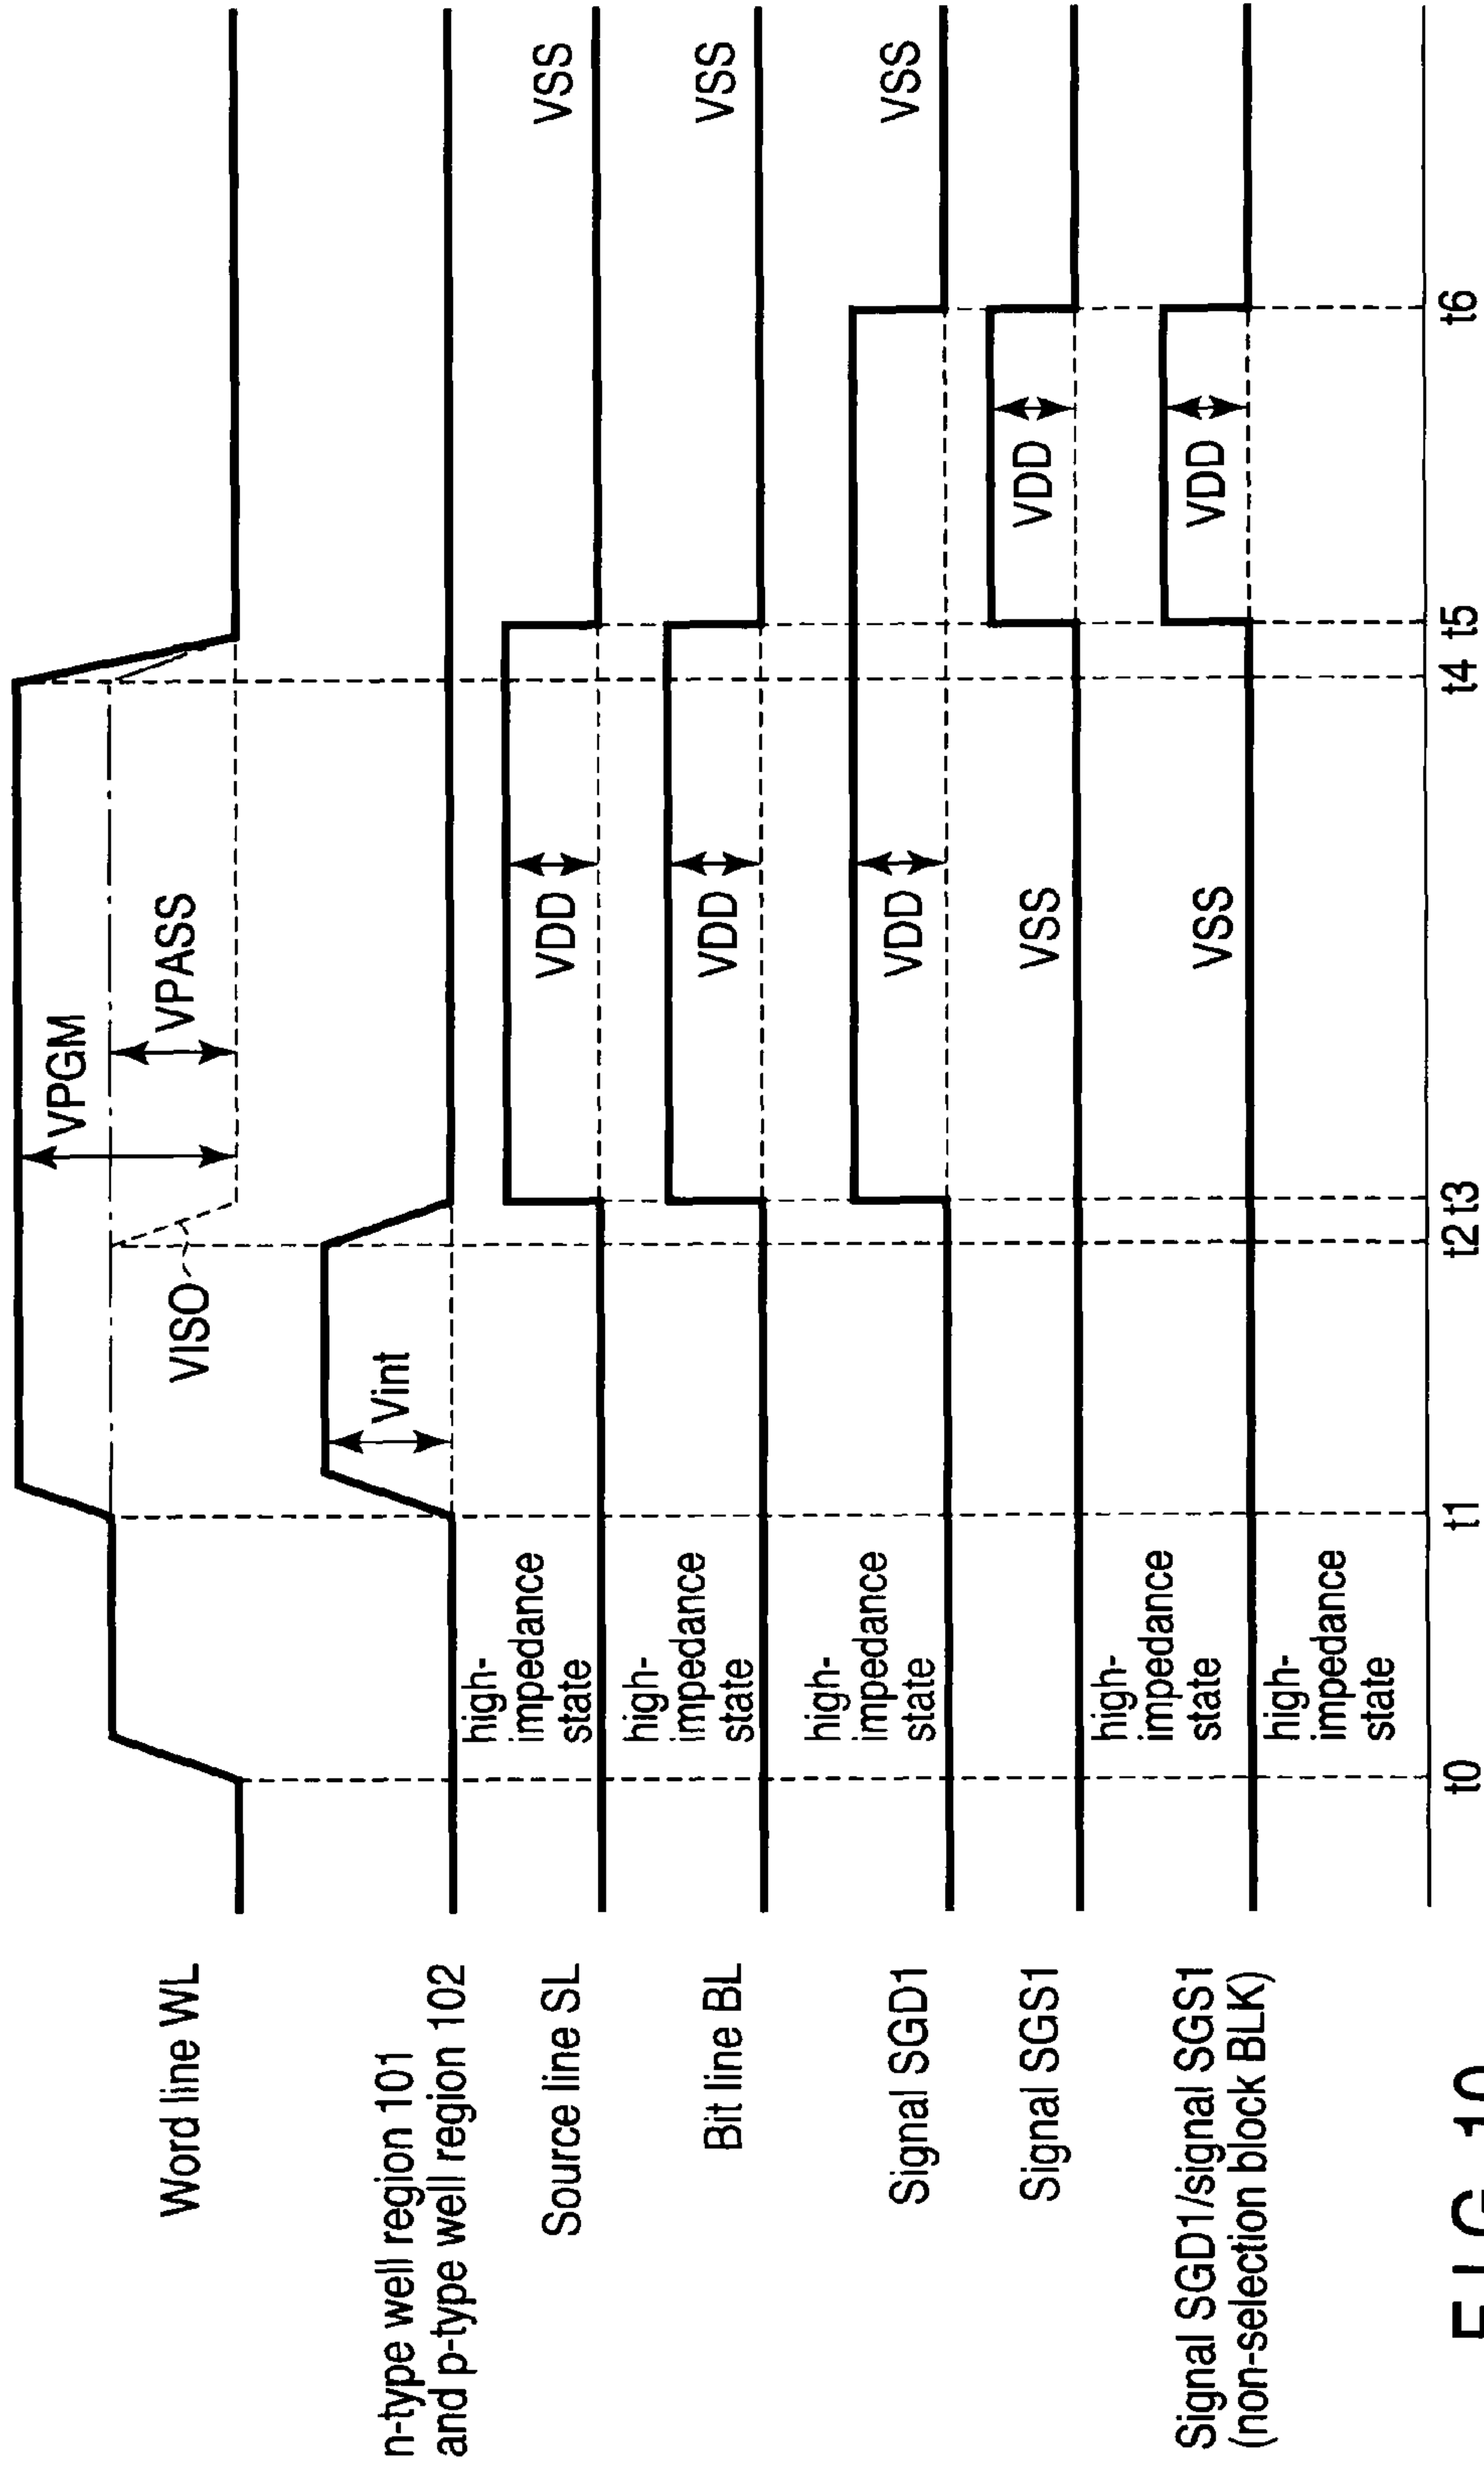 Word line WL
VISO
VPGM
VPASS
n-type well region 101
and p-type well region 102
Vint
Source line SL
high-
impedance
state
VDD
VSS
Bit line BL
high-
impedance
state
VDD
VSS
Signal SGD1
high-
impedance
state
VDD
VSS
Signal SGS1
VSS
VDD
high-
impedance
state
Signal SGD1/signal SGS1
(non-selection block BLK)
VSS
VDD
high-
impedance
state
t0
t1
t2
t3
t4
t5
t6